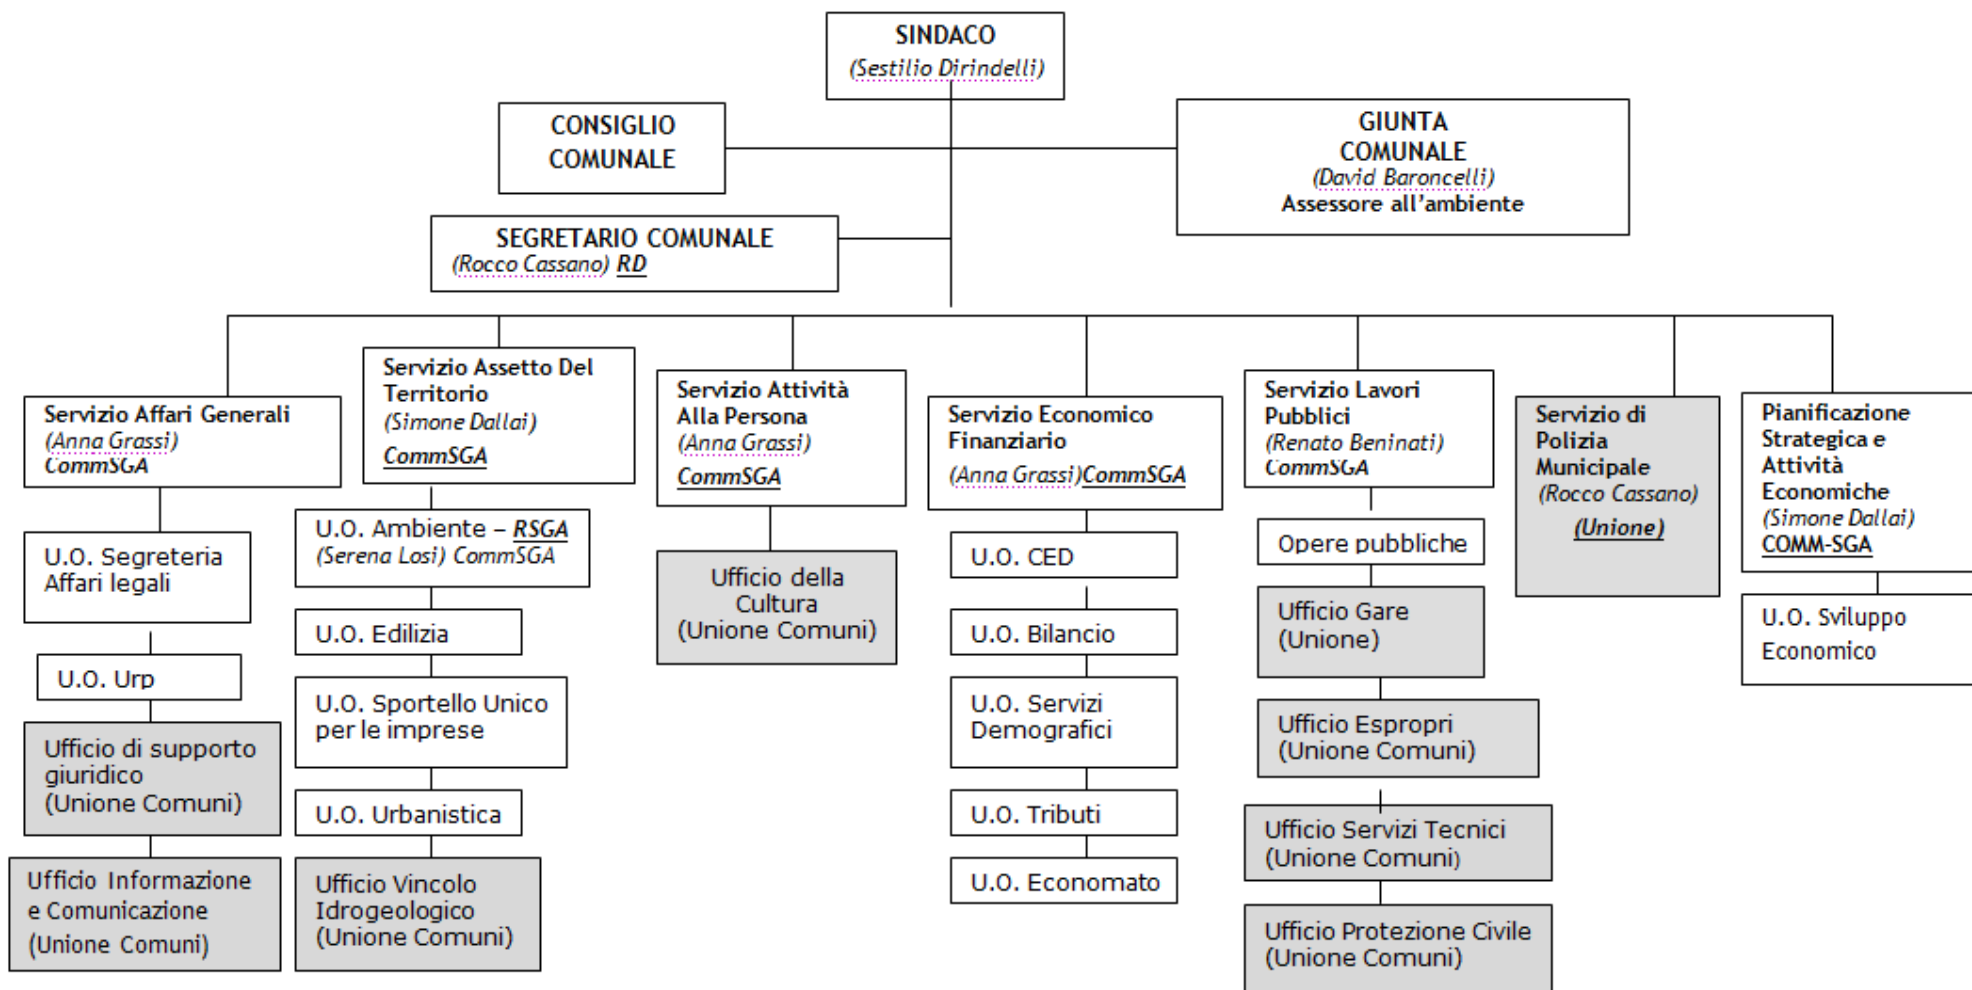 SINDACO
(Sestilio Dirindelli)
CONSIGLIO
COMUNALE
GIUNTA
COMUNALE
(David Baroncelli)
Assessore all'ambiente
SEGRETARIO COMUNALE
(Rocco Cassano) RD
Servizio Affari Generali
(Anna Grassi)
CommSGA
U.O. Segreteria
Affari legali
U.O. Urp
Ufficio di supporto
giuridico
(Unione Comuni)
Ufficio Informazione
e Comunicazione
(Unione Comuni)
Servizio Assetto Del
Territorio
(Simone Dallai)
CommSGA
U.O. Ambiente – RSGA
(Serena Losi) CommSGA
U.O. Edilizia
U.O. Sportello Unico
per le imprese
U.O. Urbanistica
Ufficio Vincolo
Idrogeologico
(Unione Comuni)
Servizio Attività
Alla Persona
(Anna Grassi)
CommSGA
Ufficio della
Cultura
(Unione Comuni)
Servizio Economico
Finanziario
(Anna Grassi)CommSGA
U.O. CED
U.O. Bilancio
U.O. Servizi
Demografici
U.O. Tributi
U.O. Economato
Servizio Lavori
Pubblici
(Renato Beninati)
CommSGA
Opere pubbliche
Ufficio Gare
(Unione)
Ufficio Espropri
(Unione Comuni)
Ufficio Servizi Tecnici
(Unione Comuni)
Ufficio Protezione Civile
(Unione Comuni)
Servizio di
Polizia
Municipale
(Rocco Cassano)
(Unione)
Pianificazione
Strategica e
Attività
Economiche
(Simone Dallai)
COMM-SGA
U.O. Sviluppo
Economico